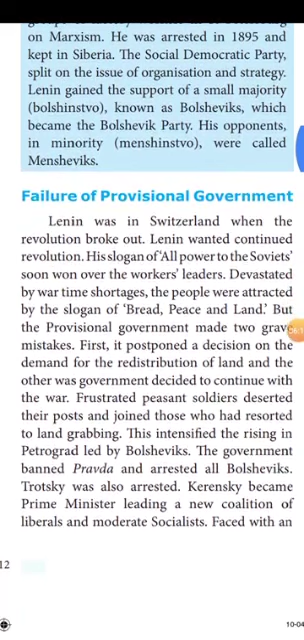 on Marxism. He was arrested in 1895 and
kept in Siberia. The Social Democratic Party,
split on the issue of organisation and strategy.
Lenin gained the support of a small majority
(bolshinstvo), known as Bolsheviks, which
became the Bolshevik Party. His opponents,
in minority (menshinstvo), were called
Mensheviks.
Failure of Provisional Government
Lenin was in Switzerland when the
revolution broke out. Lenin wanted continued
revolution. His slogan of ‘All power to the Soviets’
soon won over the workers’ leaders. Devastated
by war time shortages, the people were attracted
by the slogan of ‘Bread, Peace and Land.’ But
the Provisional government made two grav
mistakes. First, it postponed a decision on the
demand for the redistribution of land and the
other was government decided to continue with
the war. Frustrated peasant soldiers deserted
their posts and joined those who had resorted
to land grabbing. This intensified the rising in
Petrograd led by Bolsheviks. The government
banned Pravda and arrested all Bolsheviks.
Trotsky was also arrested. Kerensky became
Prime Minister leading a new coalition of
liberals and moderate Socialists. Faced with an
12
10-04